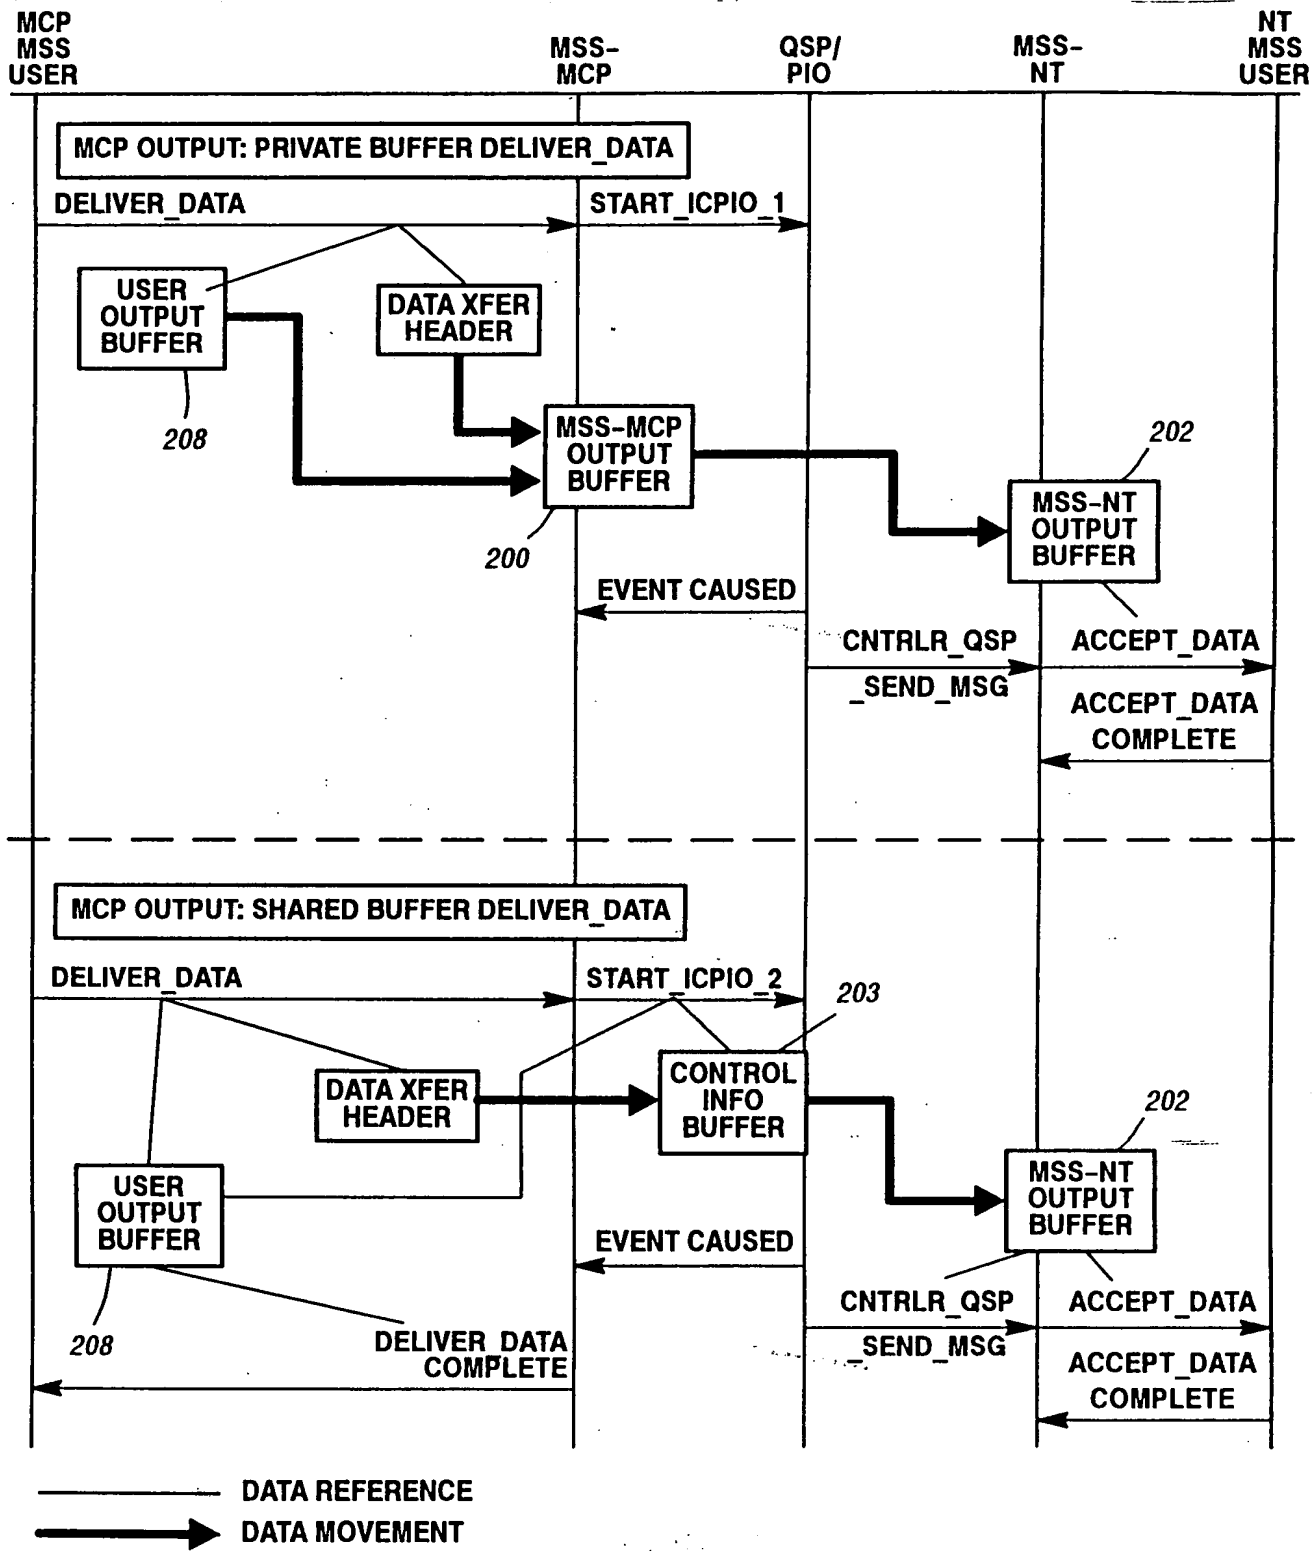 MCP
MSS
USER
MSS-
MCP
QSP/
PIO
MSS-
NT
NT
MSS
USER
MCP OUTPUT: PRIVATE BUFFER DELIVER_DATA
DELIVER_DATA
START_ICPIO_1
USER
OUTPUT
BUFFER
DATA XFER
HEADER
208
MSS-MCP
OUTPUT
BUFFER
200
202
MSS-NT
OUTPUT
BUFFER
EVENT CAUSED
CNTRLR_QSP
_SEND_MSG
ACCEPT_DATA
ACCEPT_DATA
COMPLETE
MCP OUTPUT: SHARED BUFFER DELIVER_DATA
DELIVER_DATA
START_ICPIO_2
203
DATA XFER
HEADER
CONTROL
INFO
BUFFER
202
USER
OUTPUT
BUFFER
MSS-NT
OUTPUT
BUFFER
208
EVENT CAUSED
CNTRLR_QSP
_SEND_MSG
ACCEPT_DATA
DELIVER_DATA
COMPLETE
ACCEPT_DATA
COMPLETE
DATA REFERENCE
DATA MOVEMENT